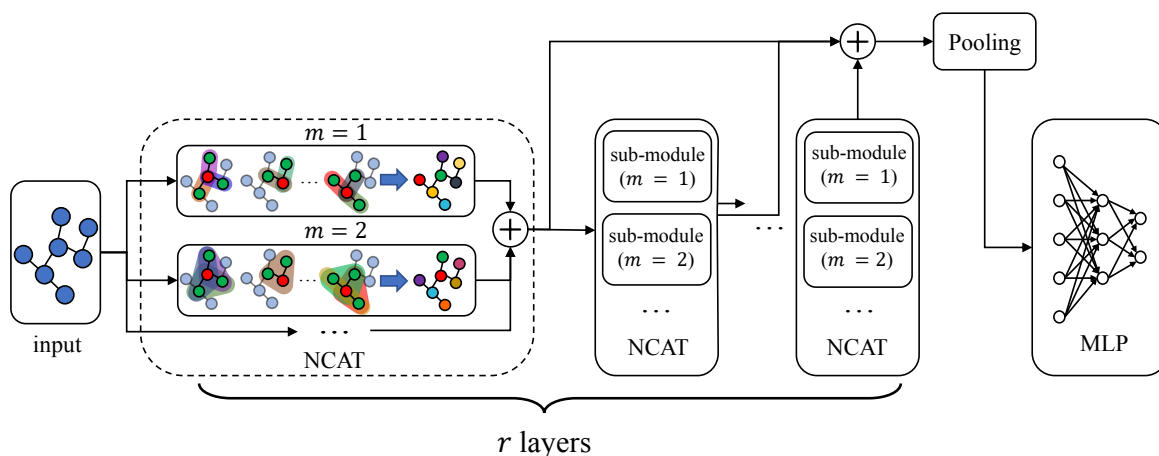 Pooling
m = 1
sub-module
(m = 1)
sub-module
(m = 1)
...
m = 2
sub-module
(m = 2)
...
sub-module
(m = 2)
...
...
...
...
input
NCAT
NCAT
NCAT
MLP
r layers